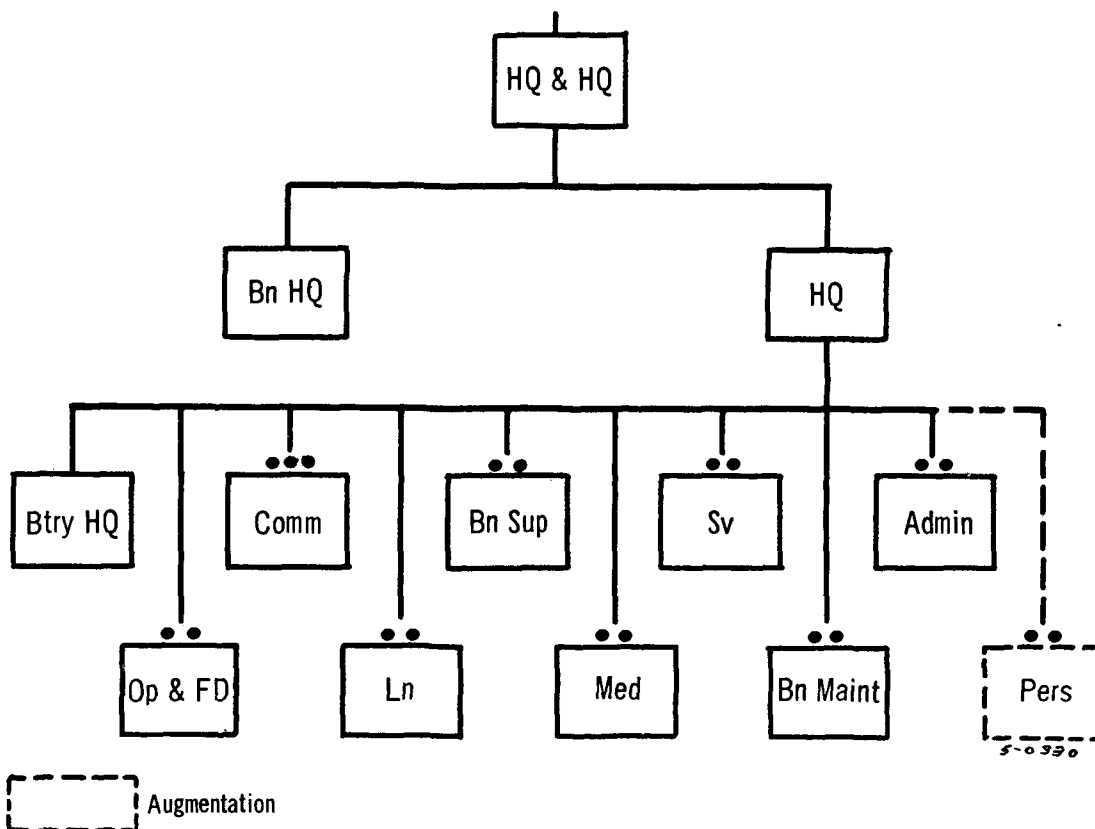 HQ & HQ
Bn HQ
HQ
Btry HQ
Comm
Bn Sup
Sv
Admin
Op & FD
Ln
Med
Bn Maint
Pers
5-0330
Augmentation